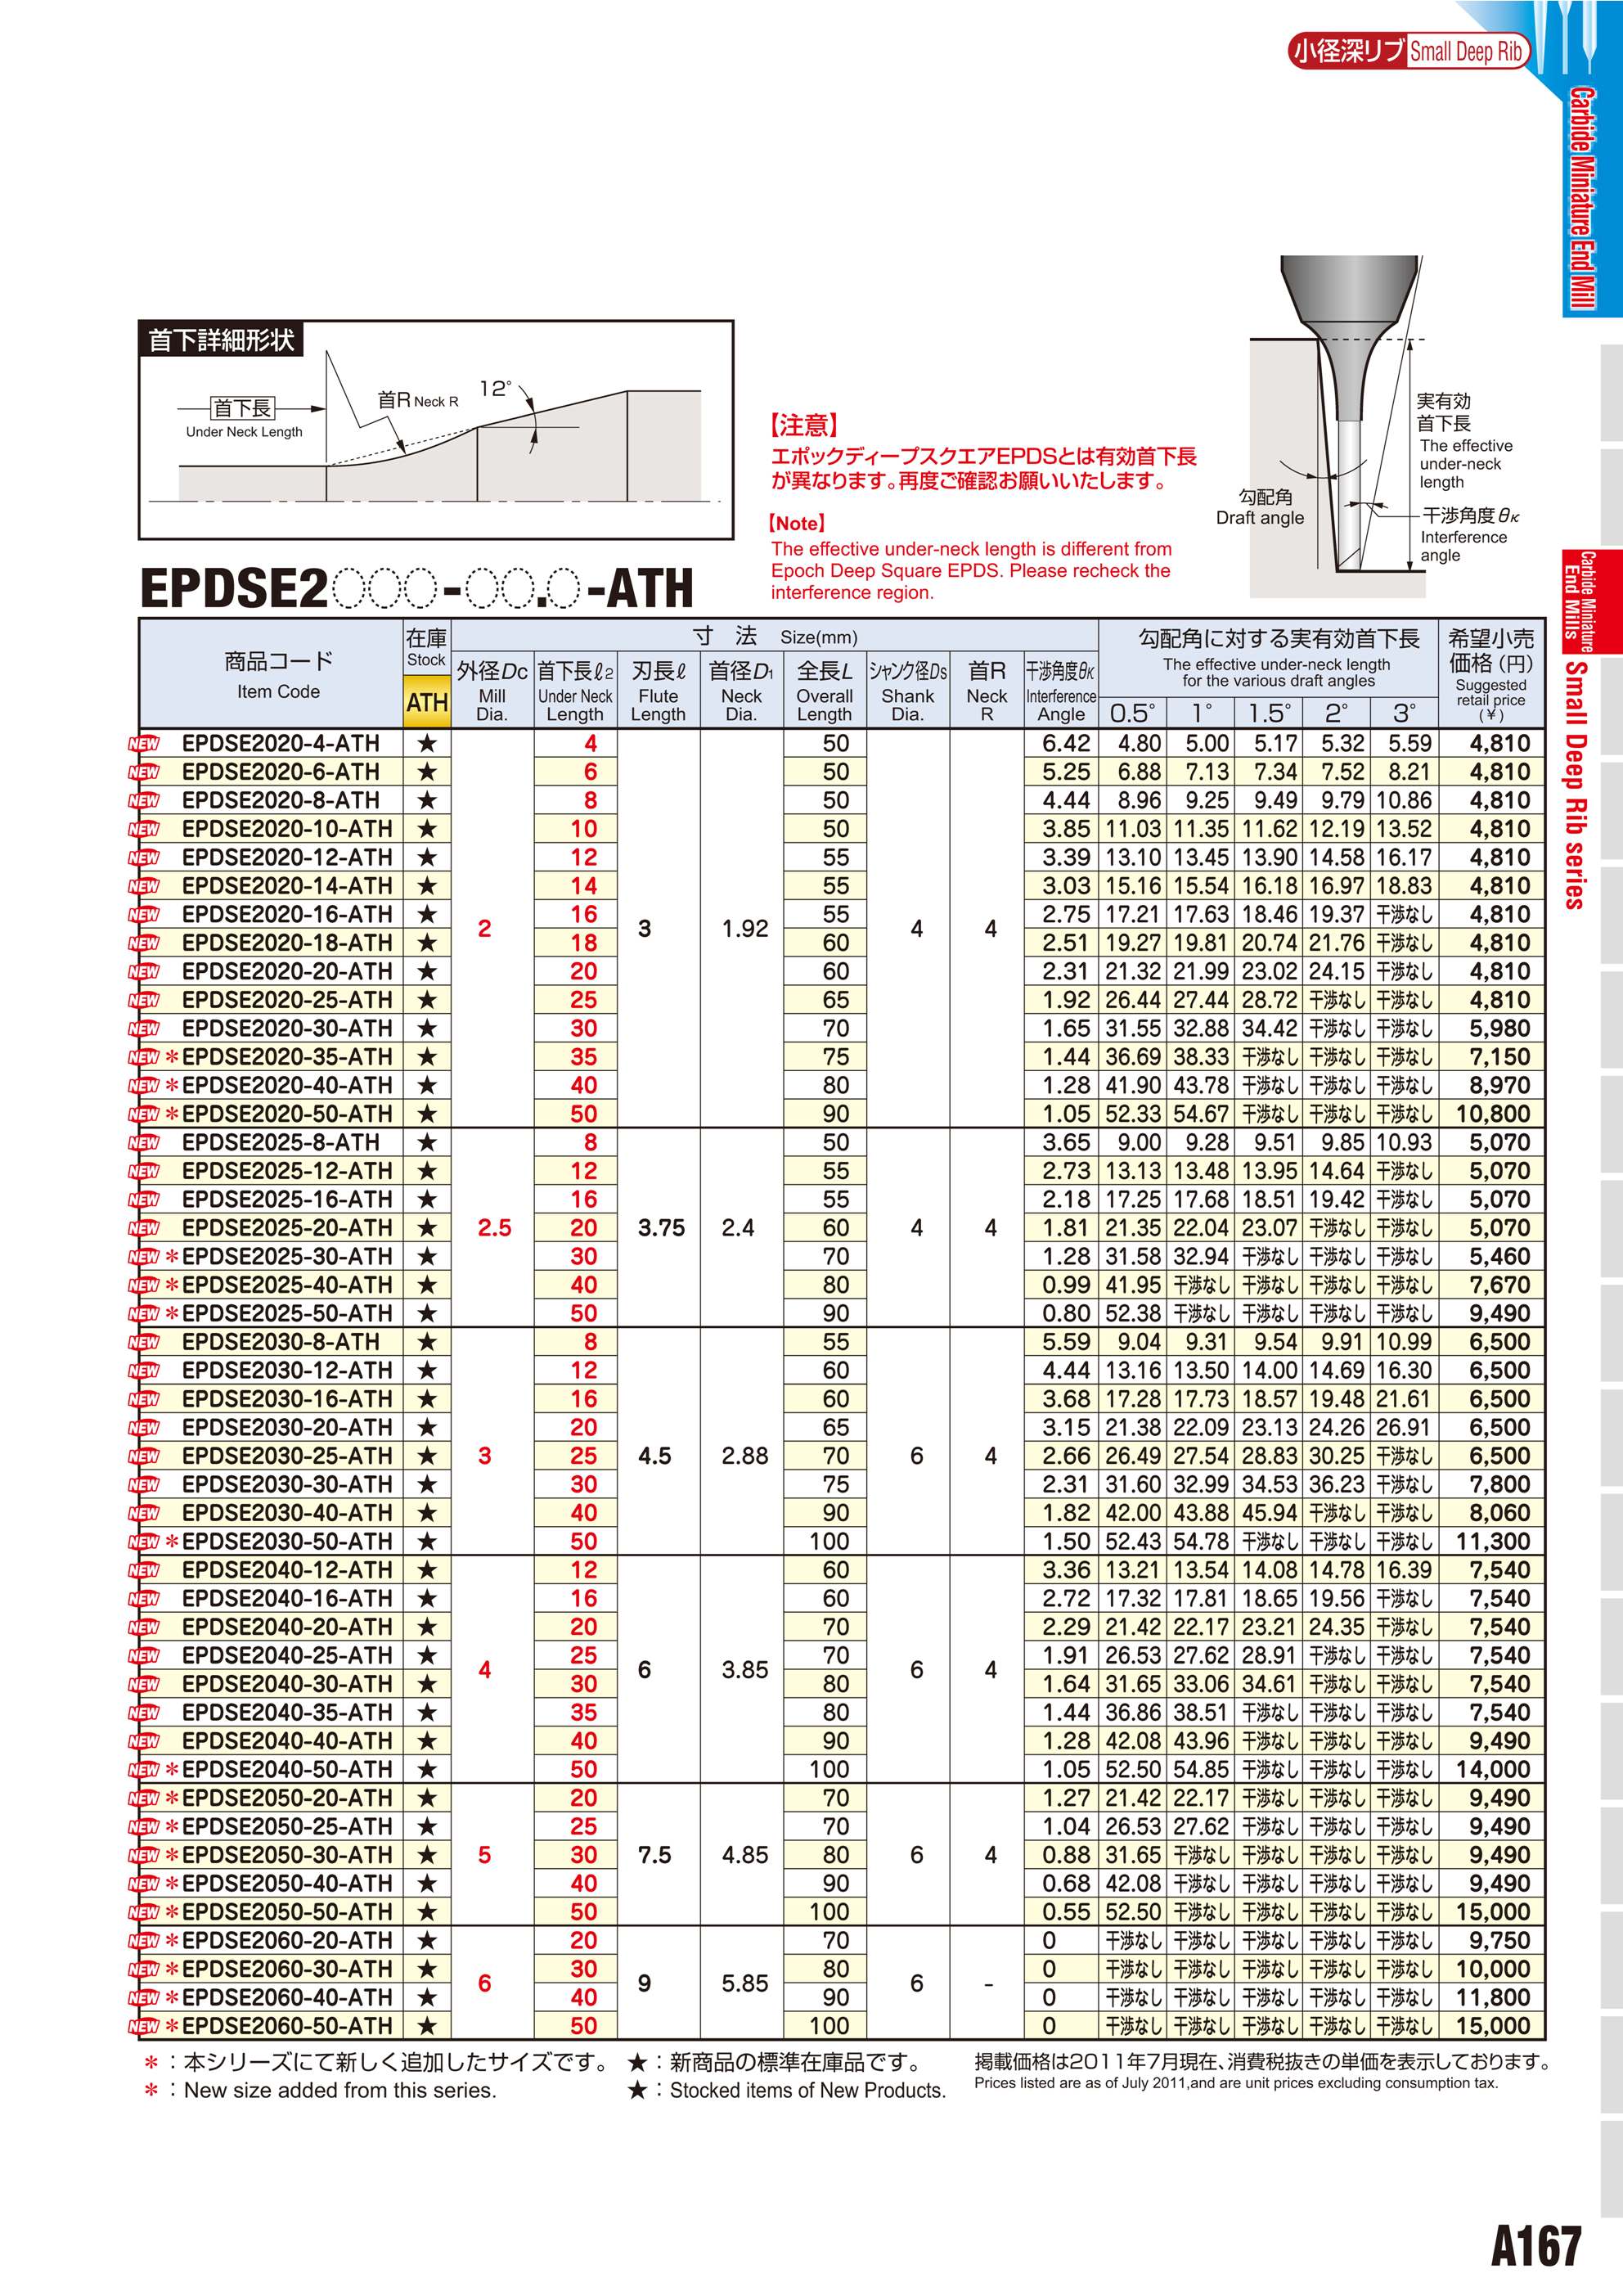 小径深リブ Small Deep Rib
Carbide Miniature End Mill
首下詳細形状
首下長
Under Neck Length
首R Neck R
12°
【注意】
エポックディープスクエアEPDSとは有効首下長
が異なります。再度ご確認お願いいたします。
【Note】
The effective under-neck length is different from
Epoch Deep Square EPDS. Please recheck the
interference region.
実有効
首下長
The effective
under-neck
length
勾配角
Draft angle
干渉角度θK
Interference
angle
Carbide Miniature
End Mills
Small Deep Rib series
EPDSE2○○○-○○.○-ATH
商品コード
Item Code
在庫
Stock
ATH
寸 法 Size(mm)
外径Dc
Mill
Dia.
首下長ℓ2
Under Neck
Length
刃長ℓ
Flute
Length
首径D1
Neck
Dia.
全長L
Overall
Length
シャンク径Ds
Shank
Dia.
首R
Neck
R
干渉角度θK
Interference
Angle
勾配角に対する実有効首下長
The effective under-neck length
for the various draft angles
0.5° 1° 1.5° 2° 3°
希望小売
価格(円)
Suggested
retail price
(¥)
NEW EPDSE2020-4-ATH ★ 4 50 6.42 4.80 5.00 5.17 5.32 5.59 4,810
NEW EPDSE2020-6-ATH ★ 6 50 5.25 6.88 7.13 7.34 7.52 8.21 4,810
NEW EPDSE2020-8-ATH ★ 8 50 4.44 8.96 9.25 9.49 9.79 10.86 4,810
NEW EPDSE2020-10-ATH ★ 10 50 3.85 11.03 11.35 11.62 12.19 13.52 4,810
NEW EPDSE2020-12-ATH ★ 12 55 3.39 13.10 13.45 13.90 14.58 16.17 4,810
NEW EPDSE2020-14-ATH ★ 14 55 3.03 15.16 15.54 16.18 16.97 18.83 4,810
NEW EPDSE2020-16-ATH ★ 16 55 2.75 17.21 17.63 18.46 19.37 干渉なし 4,810
2 3 1.92 4 4
NEW EPDSE2020-18-ATH ★ 18 60 2.51 19.27 19.81 20.74 21.76 干渉なし 4,810
NEW EPDSE2020-20-ATH ★ 20 60 2.31 21.32 21.99 23.02 24.15 干渉なし 4,810
NEW EPDSE2020-25-ATH ★ 25 65 1.92 26.44 27.44 28.72 干渉なし 干渉なし 4,810
NEW EPDSE2020-30-ATH ★ 30 70 1.65 31.55 32.88 34.42 干渉なし 干渉なし 5,980
NEW *EPDSE2020-35-ATH ★ 35 75 1.44 36.69 38.33 干渉なし 干渉なし 干渉なし 7,150
NEW *EPDSE2020-40-ATH ★ 40 80 1.28 41.90 43.78 干渉なし 干渉なし 干渉なし 8,970
NEW *EPDSE2020-50-ATH ★ 50 90 1.05 52.33 54.67 干渉なし 干渉なし 干渉なし 10,800
NEW EPDSE2025-8-ATH ★ 8 50 3.65 9.00 9.28 9.51 9.85 10.93 5,070
NEW EPDSE2025-12-ATH ★ 12 55 2.73 13.13 13.48 13.95 14.64 干渉なし 5,070
NEW EPDSE2025-16-ATH ★ 16 55 2.18 17.25 17.68 18.51 19.42 干渉なし 5,070
NEW EPDSE2025-20-ATH ★ 2.5 20 3.75 2.4 60 4 4 1.81 21.35 22.04 23.07 干渉なし 干渉なし 5,070
NEW *EPDSE2025-30-ATH ★ 30 70 1.28 31.58 32.94 干渉なし 干渉なし 干渉なし 5,460
NEW *EPDSE2025-40-ATH ★ 40 80 0.99 41.95 干渉なし 干渉なし 干渉なし 干渉なし 7,670
NEW *EPDSE2025-50-ATH ★ 50 90 0.80 52.38 干渉なし 干渉なし 干渉なし 干渉なし 9,490
NEW EPDSE2030-8-ATH ★ 8 55 5.59 9.04 9.31 9.54 9.91 10.99 6,500
NEW EPDSE2030-12-ATH ★ 12 60 4.44 13.16 13.50 14.00 14.69 16.30 6,500
NEW EPDSE2030-16-ATH ★ 16 60 3.68 17.28 17.73 18.57 19.48 21.61 6,500
NEW EPDSE2030-20-ATH ★ 20 65 3.15 21.38 22.09 23.13 24.26 26.91 6,500
NEW EPDSE2030-25-ATH ★ 3 25 4.5 2.88 70 6 4 2.66 26.49 27.54 28.83 30.25 干渉なし 6,500
NEW EPDSE2030-30-ATH ★ 30 75 2.31 31.60 32.99 34.53 36.23 干渉なし 7,800
NEW EPDSE2030-40-ATH ★ 40 90 1.82 42.00 43.88 45.94 干渉なし 干渉なし 8,060
NEW *EPDSE2030-50-ATH ★ 50 100 1.50 52.43 54.78 干渉なし 干渉なし 干渉なし 11,300
NEW EPDSE2040-12-ATH ★ 12 60 3.36 13.21 13.54 14.08 14.78 16.39 7,540
NEW EPDSE2040-16-ATH ★ 16 60 2.72 17.32 17.81 18.65 19.56 干渉なし 7,540
NEW EPDSE2040-20-ATH ★ 20 70 2.29 21.42 22.17 23.21 24.35 干渉なし 7,540
NEW EPDSE2040-25-ATH ★ 25 70 1.91 26.53 27.62 28.91 干渉なし 干渉なし 7,540
4 6 3.85 6 4
NEW EPDSE2040-30-ATH ★ 30 80 1.64 31.65 33.06 34.61 干渉なし 干渉なし 7,540
NEW EPDSE2040-35-ATH ★ 35 80 1.44 36.86 38.51 干渉なし 干渉なし 干渉なし 7,540
NEW EPDSE2040-40-ATH ★ 40 90 1.28 42.08 43.96 干渉なし 干渉なし 干渉なし 9,490
NEW *EPDSE2040-50-ATH ★ 50 100 1.05 52.50 54.85 干渉なし 干渉なし 干渉なし 14,000
NEW *EPDSE2050-20-ATH ★ 20 70 1.27 21.42 22.17 干渉なし 干渉なし 干渉なし 9,490
NEW *EPDSE2050-25-ATH ★ 25 70 1.04 26.53 27.62 干渉なし 干渉なし 干渉なし 9,490
NEW *EPDSE2050-30-ATH ★ 5 30 7.5 4.85 80 6 4 0.88 31.65 干渉なし 干渉なし 干渉なし 干渉なし 9,490
NEW *EPDSE2050-40-ATH ★ 40 90 0.68 42.08 干渉なし 干渉なし 干渉なし 干渉なし 9,490
NEW *EPDSE2050-50-ATH ★ 50 100 0.55 52.50 干渉なし 干渉なし 干渉なし 干渉なし 15,000
NEW *EPDSE2060-20-ATH ★ 20 70 0 干渉なし 干渉なし 干渉なし 干渉なし 干渉なし 9,750
NEW *EPDSE2060-30-ATH ★ 30 80 0 干渉なし 干渉なし 干渉なし 干渉なし 干渉なし 10,000
6 9 5.85 6 -
NEW *EPDSE2060-40-ATH ★ 40 90 0 干渉なし 干渉なし 干渉なし 干渉なし 干渉なし 11,800
NEW *EPDSE2060-50-ATH ★ 50 100 0 干渉なし 干渉なし 干渉なし 干渉なし 干渉なし 15,000
*：本シリーズにて新しく追加したサイズです。 ★：新商品の標準在庫品です。 掲載価格は2011年7月現在、消費税抜きの単価を表示しております。
*：New size added from this series. ★：Stocked items of New Products. Prices listed are as of July 2011,and are unit prices excluding consumption tax.
A167